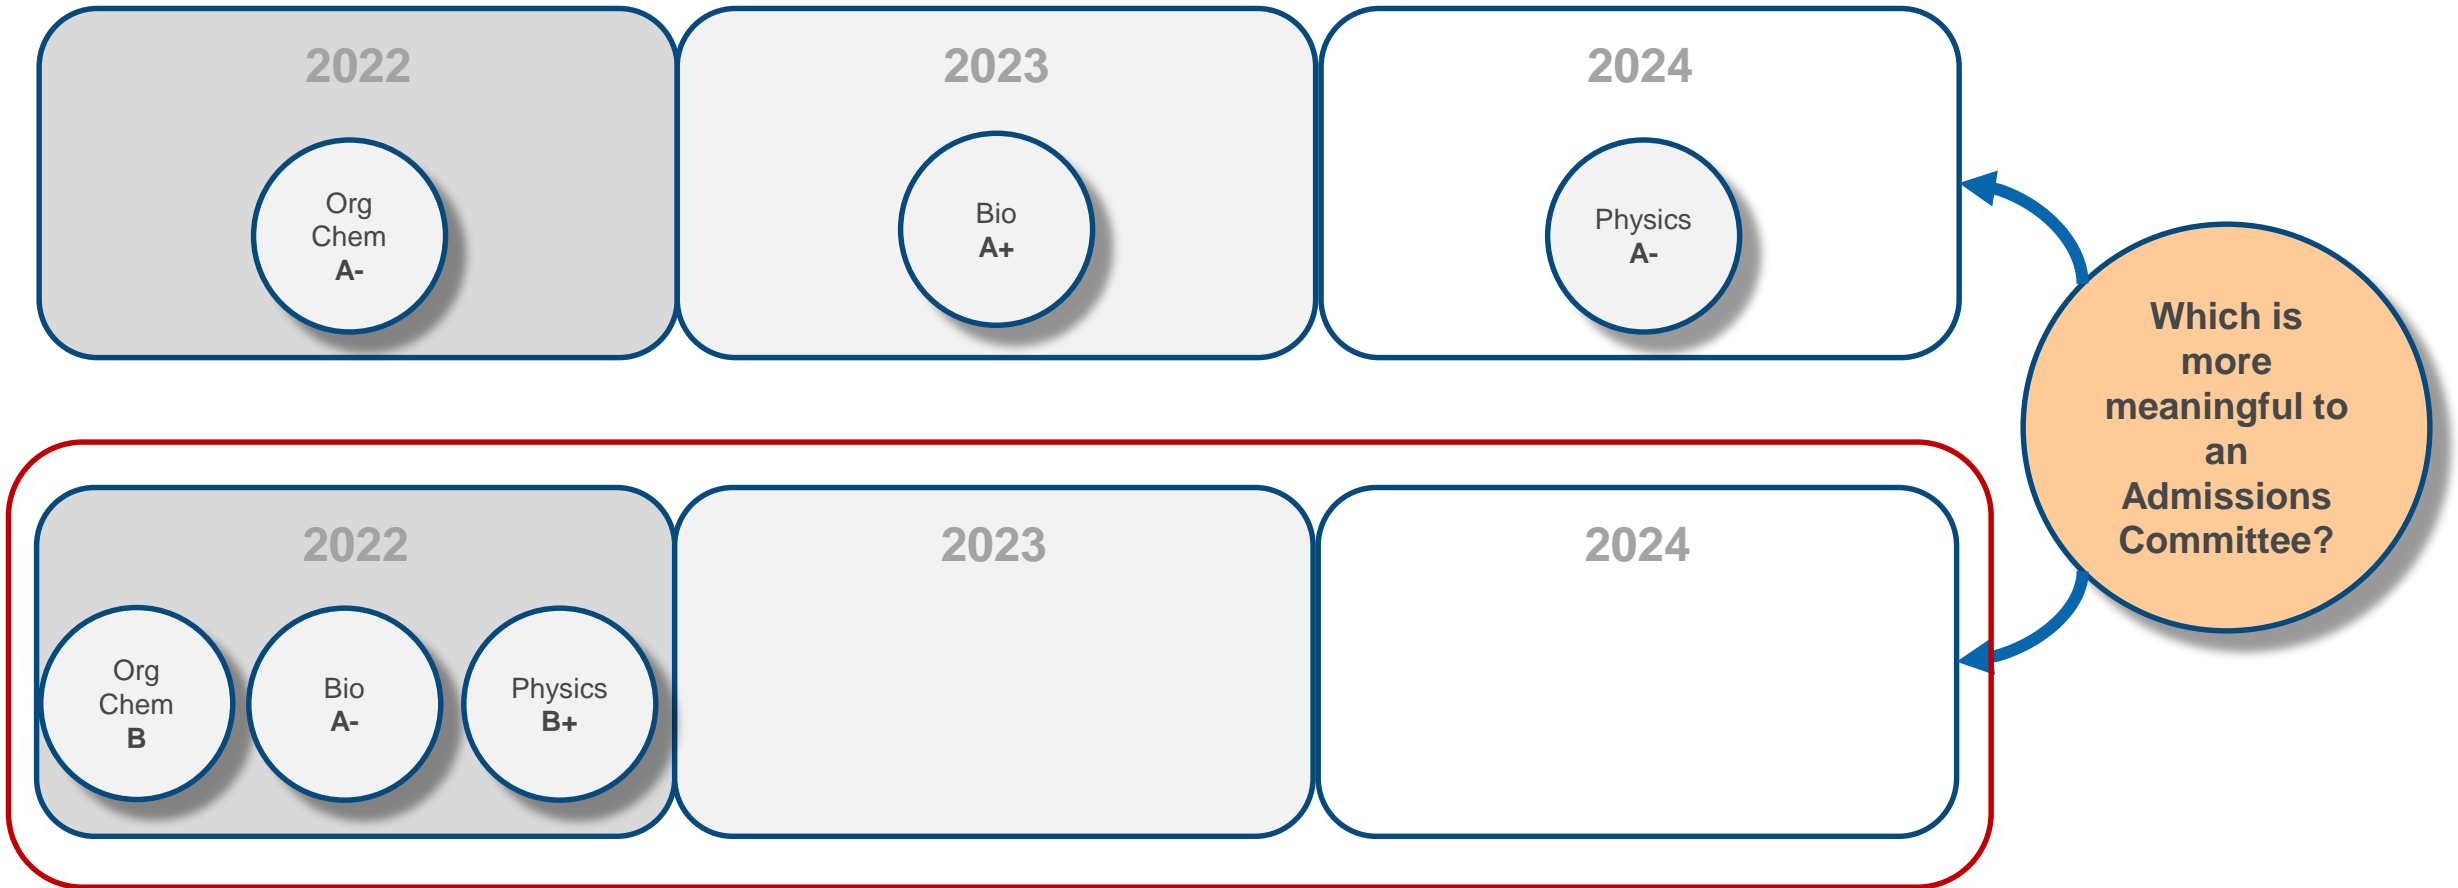 2022
2023
2024
Org
Chem
A-
Bio
A+
Physics
A-
Which is
more
meaningful to
an
Admissions
Committee?
2022
2023
2024
Org
Chem
B
Bio
A-
Physics
B+